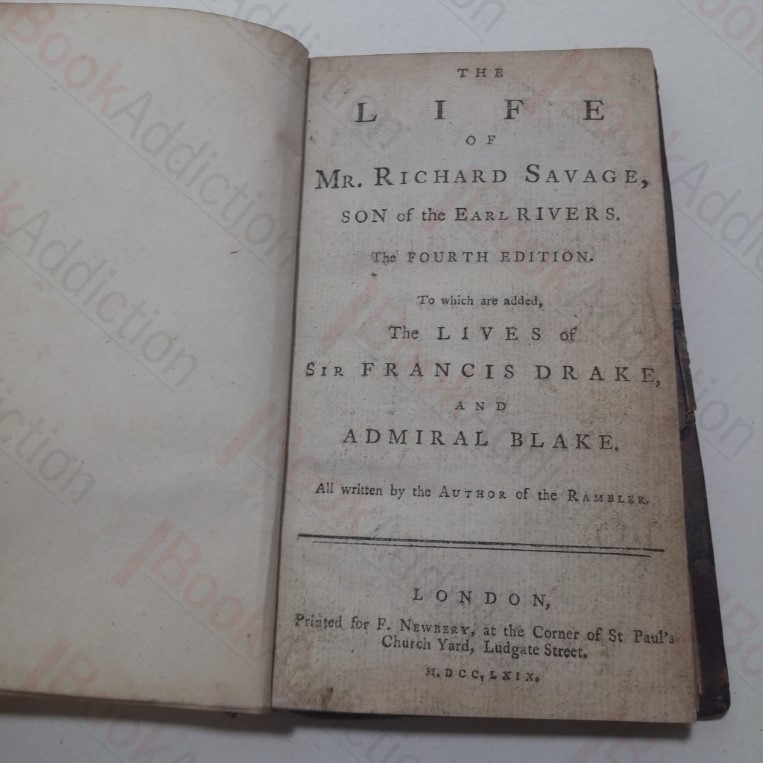 THE
LIFE
OF
MR. RICHARD SAVAGE,
SON of the EARL RIVERS.
The FOURTH EDITION.
To which are added,
The LIVES of
SIR FRANCIS DRAKE,
AND
ADMIRAL BLAKE.
All written by the AUTHOR of the RAMBLER.
LONDON,
Printed for F. NEWBERY, at the Corner of St Paul's
Church Yard, Ludgate Street.
M.DCC,LXIX.
BookAddiction